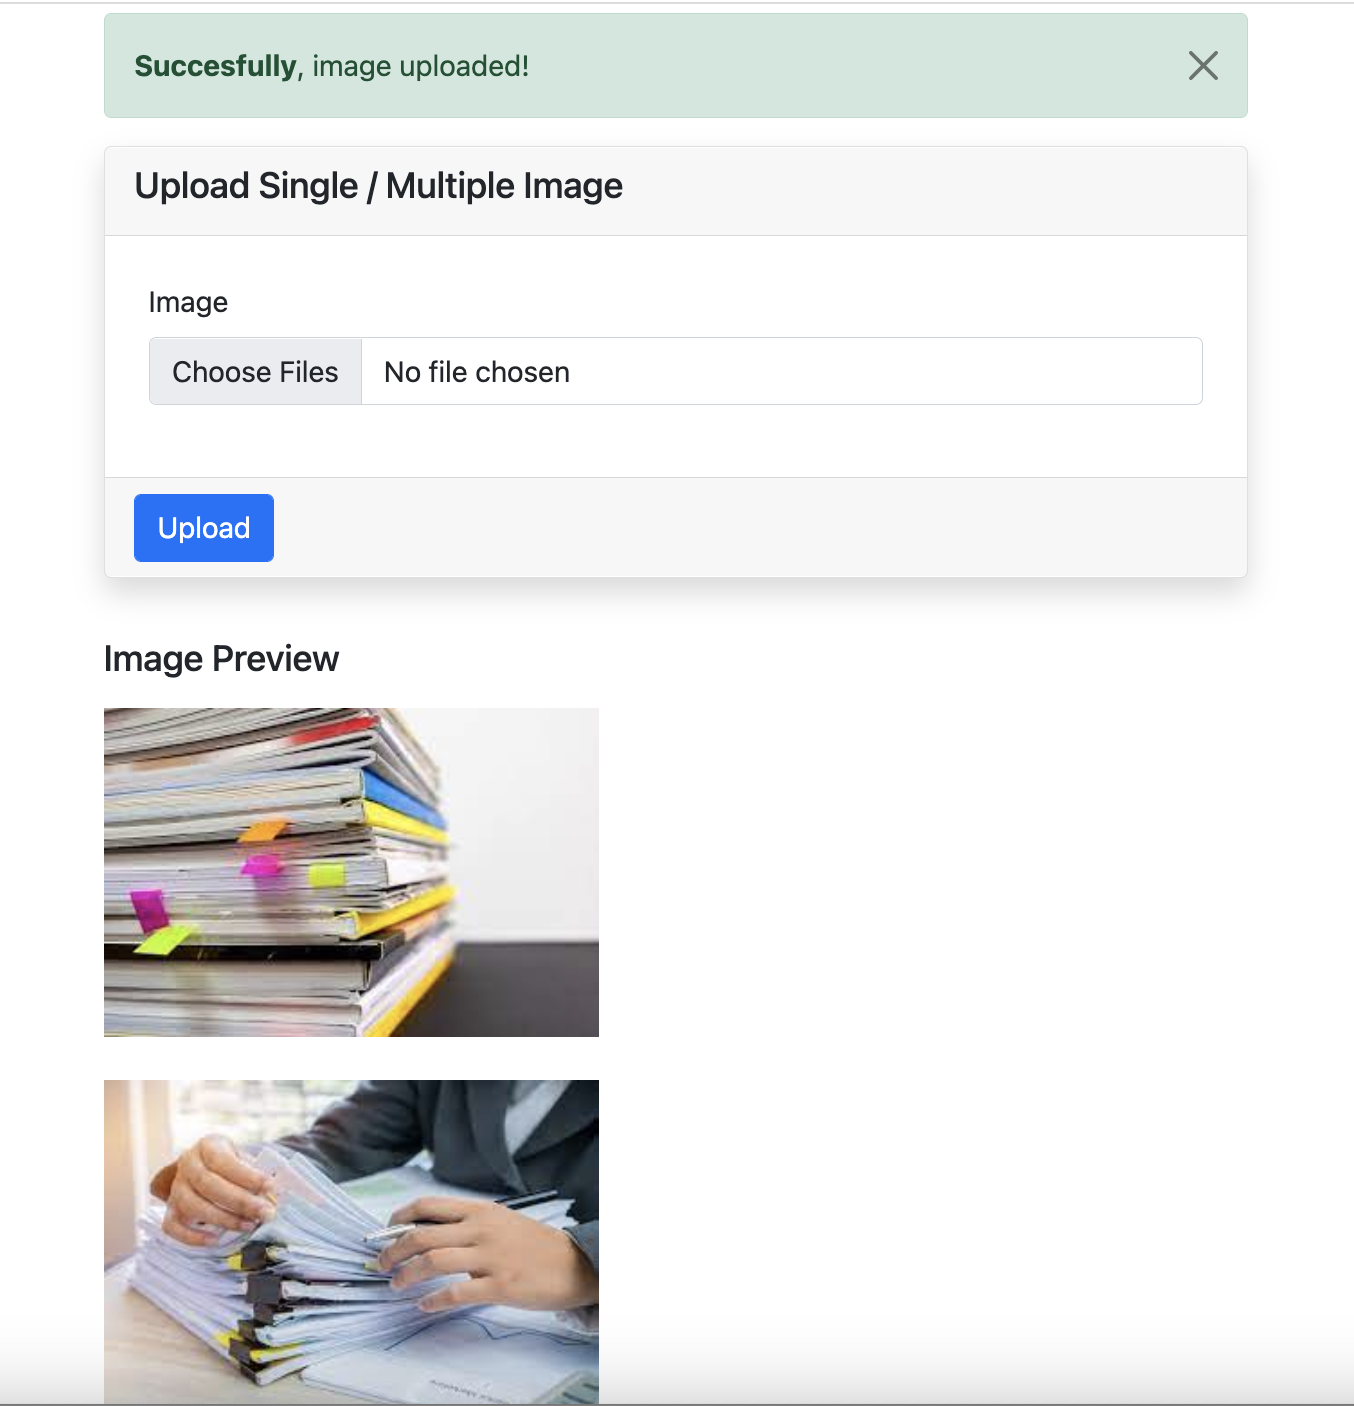 Succesfully, image uploaded!
Upload Single / Multiple Image
Image
Choose Files No file chosen
Upload
Image Preview